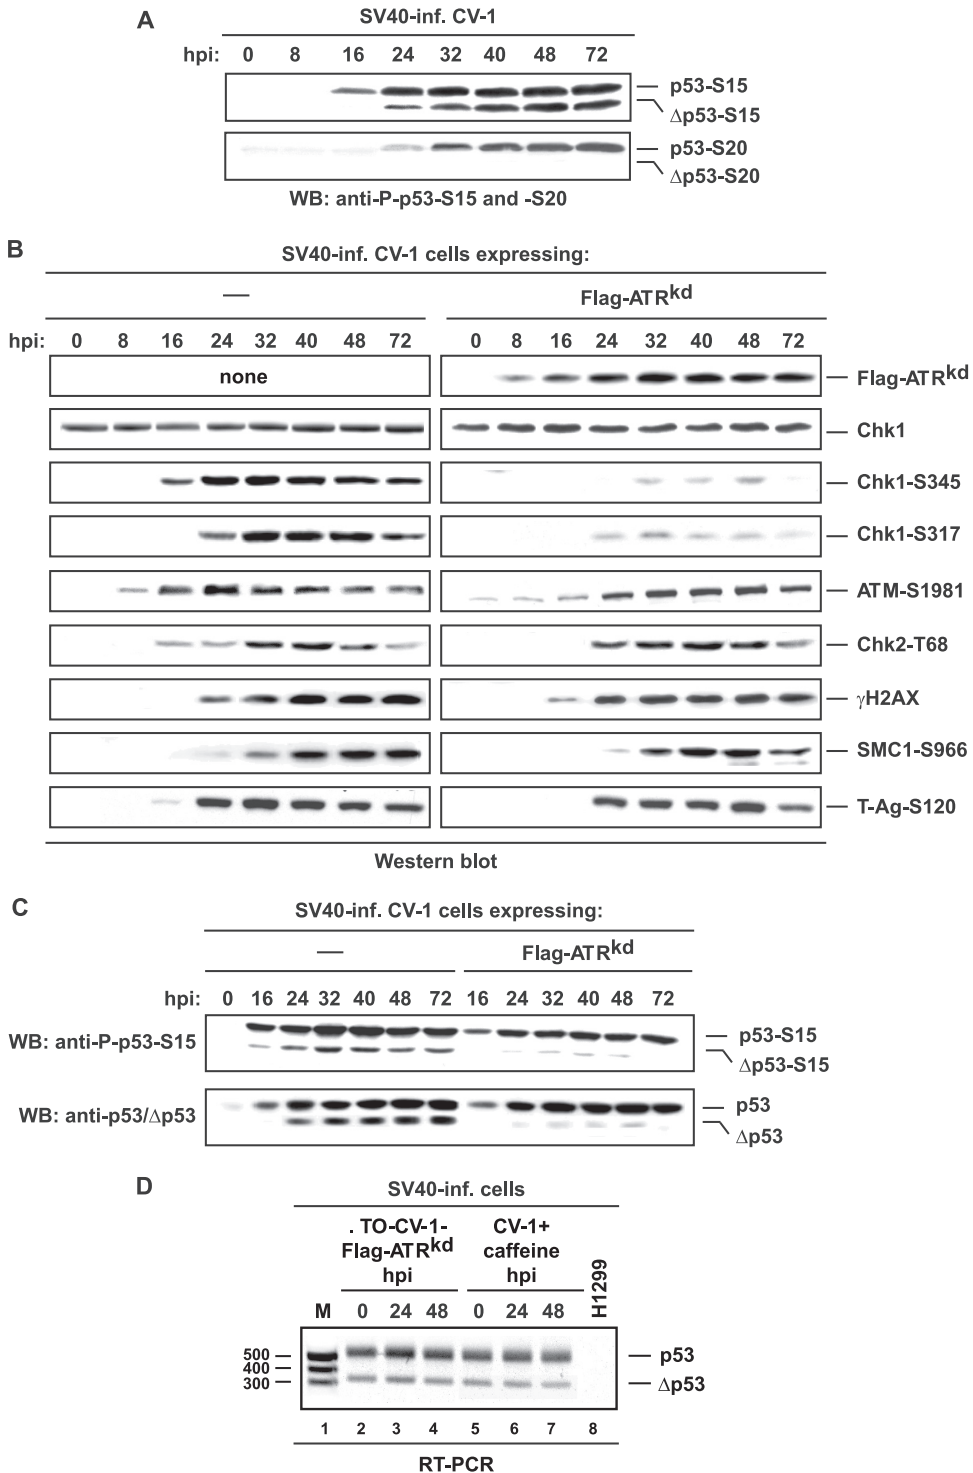 A
SV40-inf. CV-1
hpi: 0 8 16 24 32 40 48 72
p53-S15
Δp53-S15
p53-S20
Δp53-S20
WB: anti-P-p53-S15 and -S20
B
SV40-inf. CV-1 cells expressing:
— Flag-ATRkd
hpi: 0 8 16 24 32 40 48 72 0 8 16 24 32 40 48 72
none Flag-ATRkd
Chk1
Chk1-S345
Chk1-S317
ATM-S1981
Chk2-T68
γH2AX
SMC1-S966
T-Ag-S120
Western blot
C
SV40-inf. CV-1 cells expressing:
— Flag-ATRkd
hpi: 0 16 24 32 40 48 72 16 24 32 40 48 72
WB: anti-P-p53-S15 p53-S15
Δp53-S15
WB: anti-p53/Δp53 p53
Δp53
D
SV40-inf. cells
. TO-CV-1- CV-1+
Flag-ATRkd caffeine
hpi hpi H1299
M 0 24 48 0 24 48
500 p53
400
300 Δp53
1 2 3 4 5 6 7 8
RT-PCR